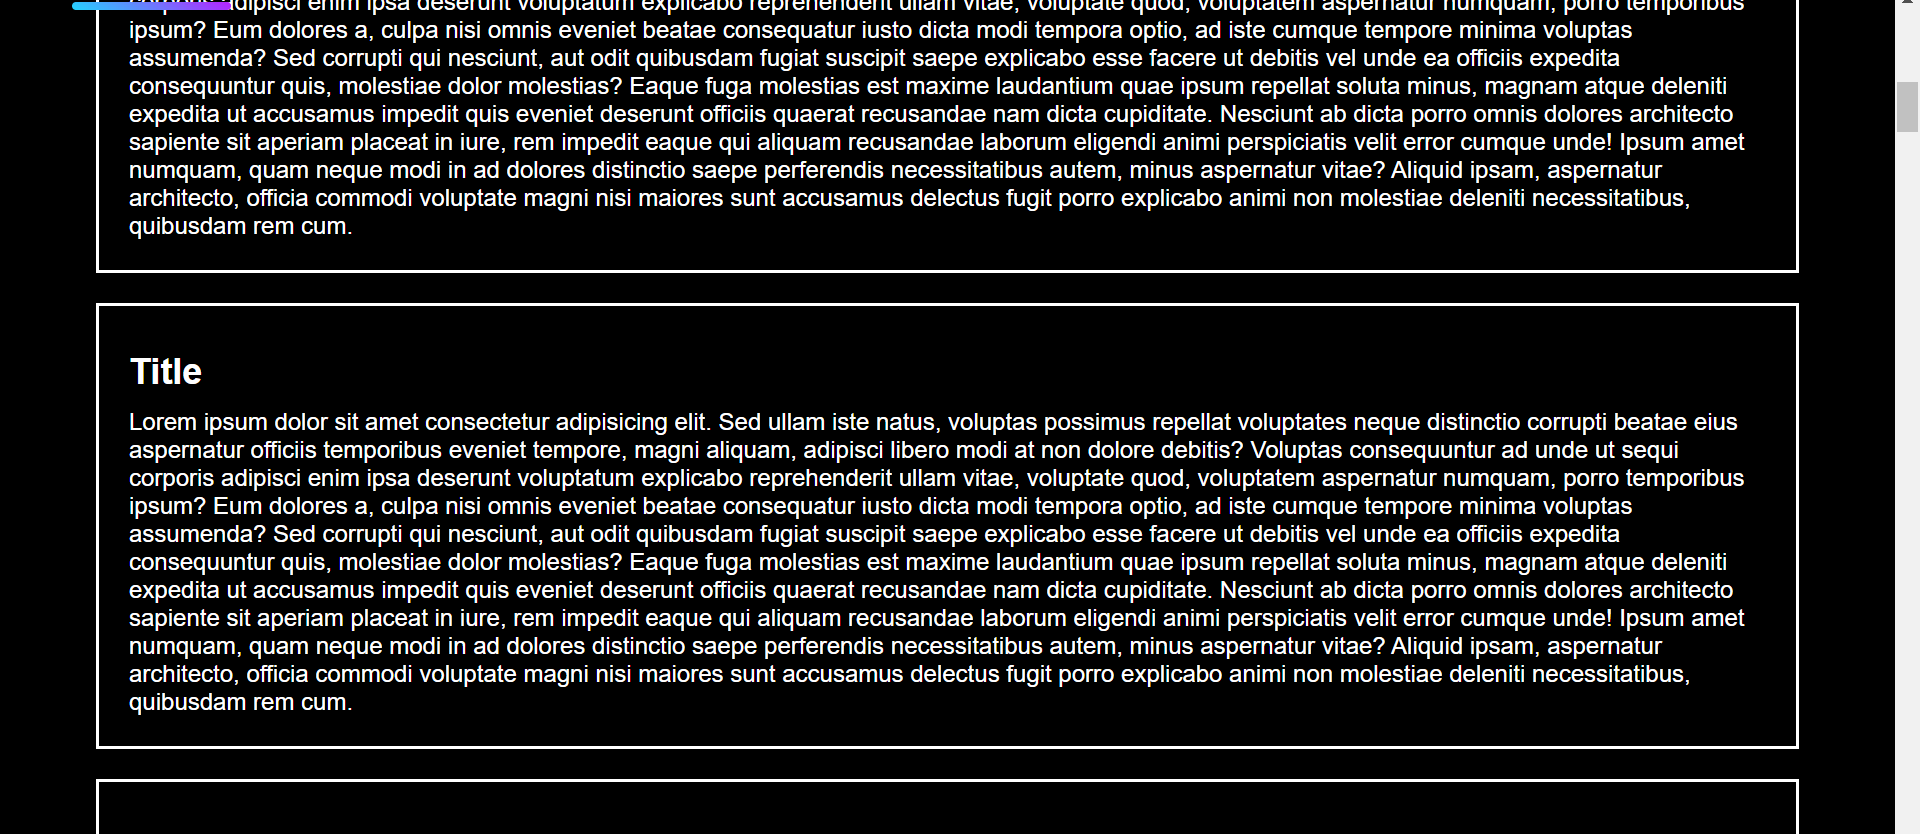 adipisci enim ipsa deserunt voluptatum explicabo reprehenderit ullam vitae, voluptate quod, voluptatem aspernatur numquam, porro temporibus
ipsum? Eum dolores a, culpa nisi omnis eveniet beatae consequatur iusto dicta modi tempora optio, ad iste cumque tempore minima voluptas
assumenda? Sed corrupti qui nesciunt, aut odit quibusdam fugiat suscipit saepe explicabo esse facere ut debitis vel unde ea officiis expedita
consequuntur quis, molestiae dolor molestias? Eaque fuga molestias est maxime laudantium quae ipsum repellat soluta minus, magnam atque deleniti
expedita ut accusamus impedit quis eveniet deserunt officiis quaerat recusandae nam dicta cupiditate. Nesciunt ab dicta porro omnis dolores architecto
sapiente sit aperiam placeat in iure, rem impedit eaque qui aliquam recusandae laborum eligendi animi perspiciatis velit error cumque unde! Ipsum amet
numquam, quam neque modi in ad dolores distinctio saepe perferendis necessitatibus autem, minus aspernatur vitae? Aliquid ipsam, aspernatur
architecto, officia commodi voluptate magni nisi maiores sunt accusamus delectus fugit porro explicabo animi non molestiae deleniti necessitatibus,
quibusdam rem cum.
Title
Lorem ipsum dolor sit amet consectetur adipisicing elit. Sed ullam iste natus, voluptas possimus repellat voluptates neque distinctio corrupti beatae eius
aspernatur officiis temporibus eveniet tempore, magni aliquam, adipisci libero modi at non dolore debitis? Voluptas consequuntur ad unde ut sequi
corporis adipisci enim ipsa deserunt voluptatum explicabo reprehenderit ullam vitae, voluptate quod, voluptatem aspernatur numquam, porro temporibus
ipsum? Eum dolores a, culpa nisi omnis eveniet beatae consequatur iusto dicta modi tempora optio, ad iste cumque tempore minima voluptas
assumenda? Sed corrupti qui nesciunt, aut odit quibusdam fugiat suscipit saepe explicabo esse facere ut debitis vel unde ea officiis expedita
consequuntur quis, molestiae dolor molestias? Eaque fuga molestias est maxime laudantium quae ipsum repellat soluta minus, magnam atque deleniti
expedita ut accusamus impedit quis eveniet deserunt officiis quaerat recusandae nam dicta cupiditate. Nesciunt ab dicta porro omnis dolores architecto
sapiente sit aperiam placeat in iure, rem impedit eaque qui aliquam recusandae laborum eligendi animi perspiciatis velit error cumque unde! Ipsum amet
numquam, quam neque modi in ad dolores distinctio saepe perferendis necessitatibus autem, minus aspernatur vitae? Aliquid ipsam, aspernatur
architecto, officia commodi voluptate magni nisi maiores sunt accusamus delectus fugit porro explicabo animi non molestiae deleniti necessitatibus,
quibusdam rem cum.